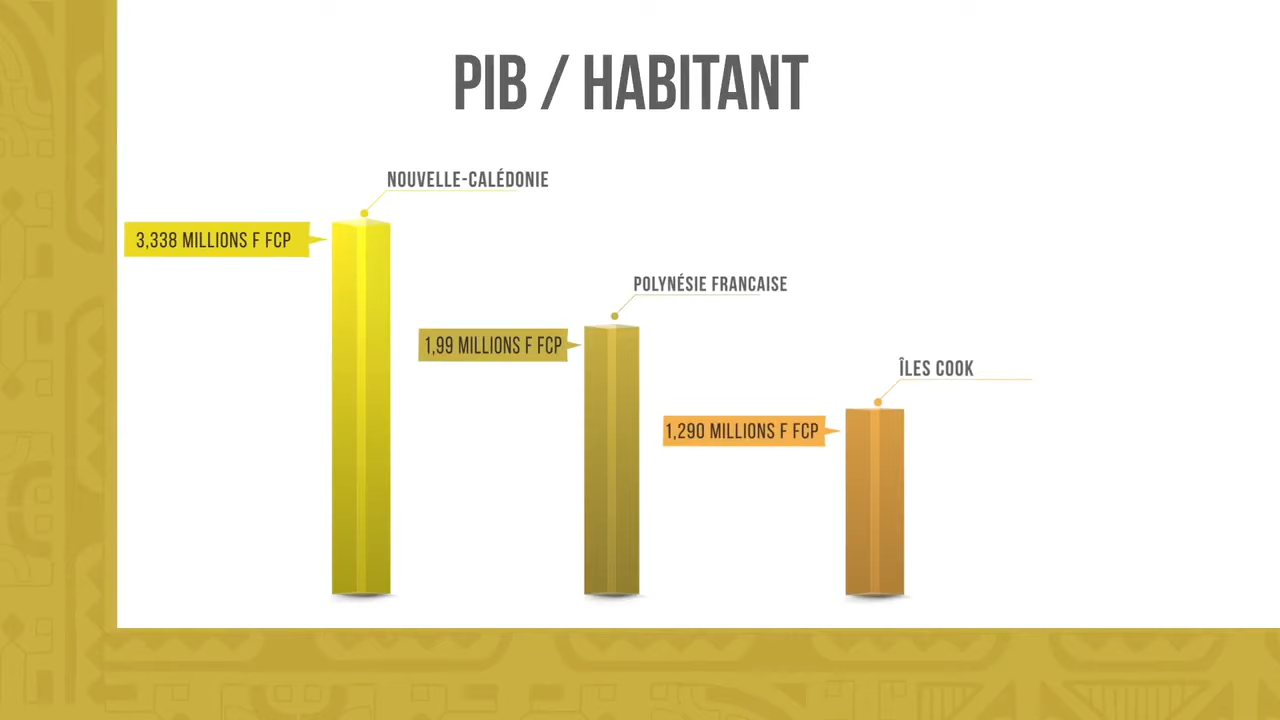 PIB / HABITANT
NOUVELLE-CALÉDONIE
3,338 MILLIONS F FCP
POLYNÉSIE FRANCAISE
1,99 MILLIONS F FCP
ÎLES COOK
1,290 MILLIONS F FCP